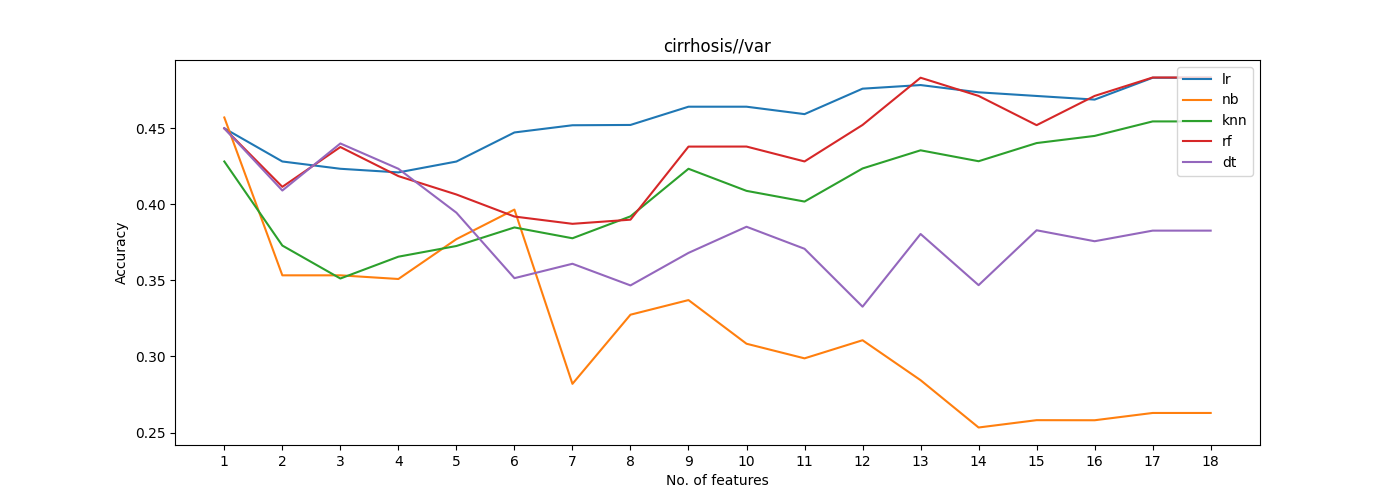 cirrhosis//var
lr
nb
knn
rf
dt
Accuracy
0.45
0.40
0.35
0.30
0.25
1 2 3 4 5 6 7 8 9 10 11 12 13 14 15 16 17 18
No. of features